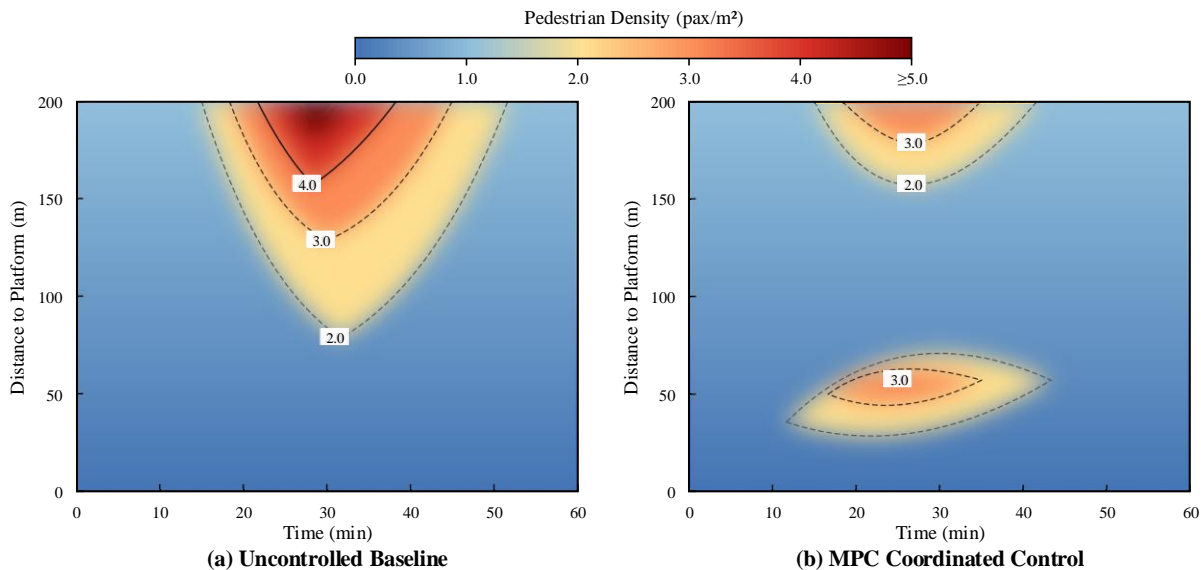 Pedestrian Density (pax/m²)
0.0 1.0 2.0 3.0 4.0 ≥5.0
Distance to Platform (m)
200
150
100
50
0
4.0
3.0
2.0
0 10 20 30 40 50 60
Time (min)
(a) Uncontrolled Baseline
Distance to Platform (m)
200
150
100
50
0
3.0
2.0
3.0
0 10 20 30 40 50 60
Time (min)
(b) MPC Coordinated Control